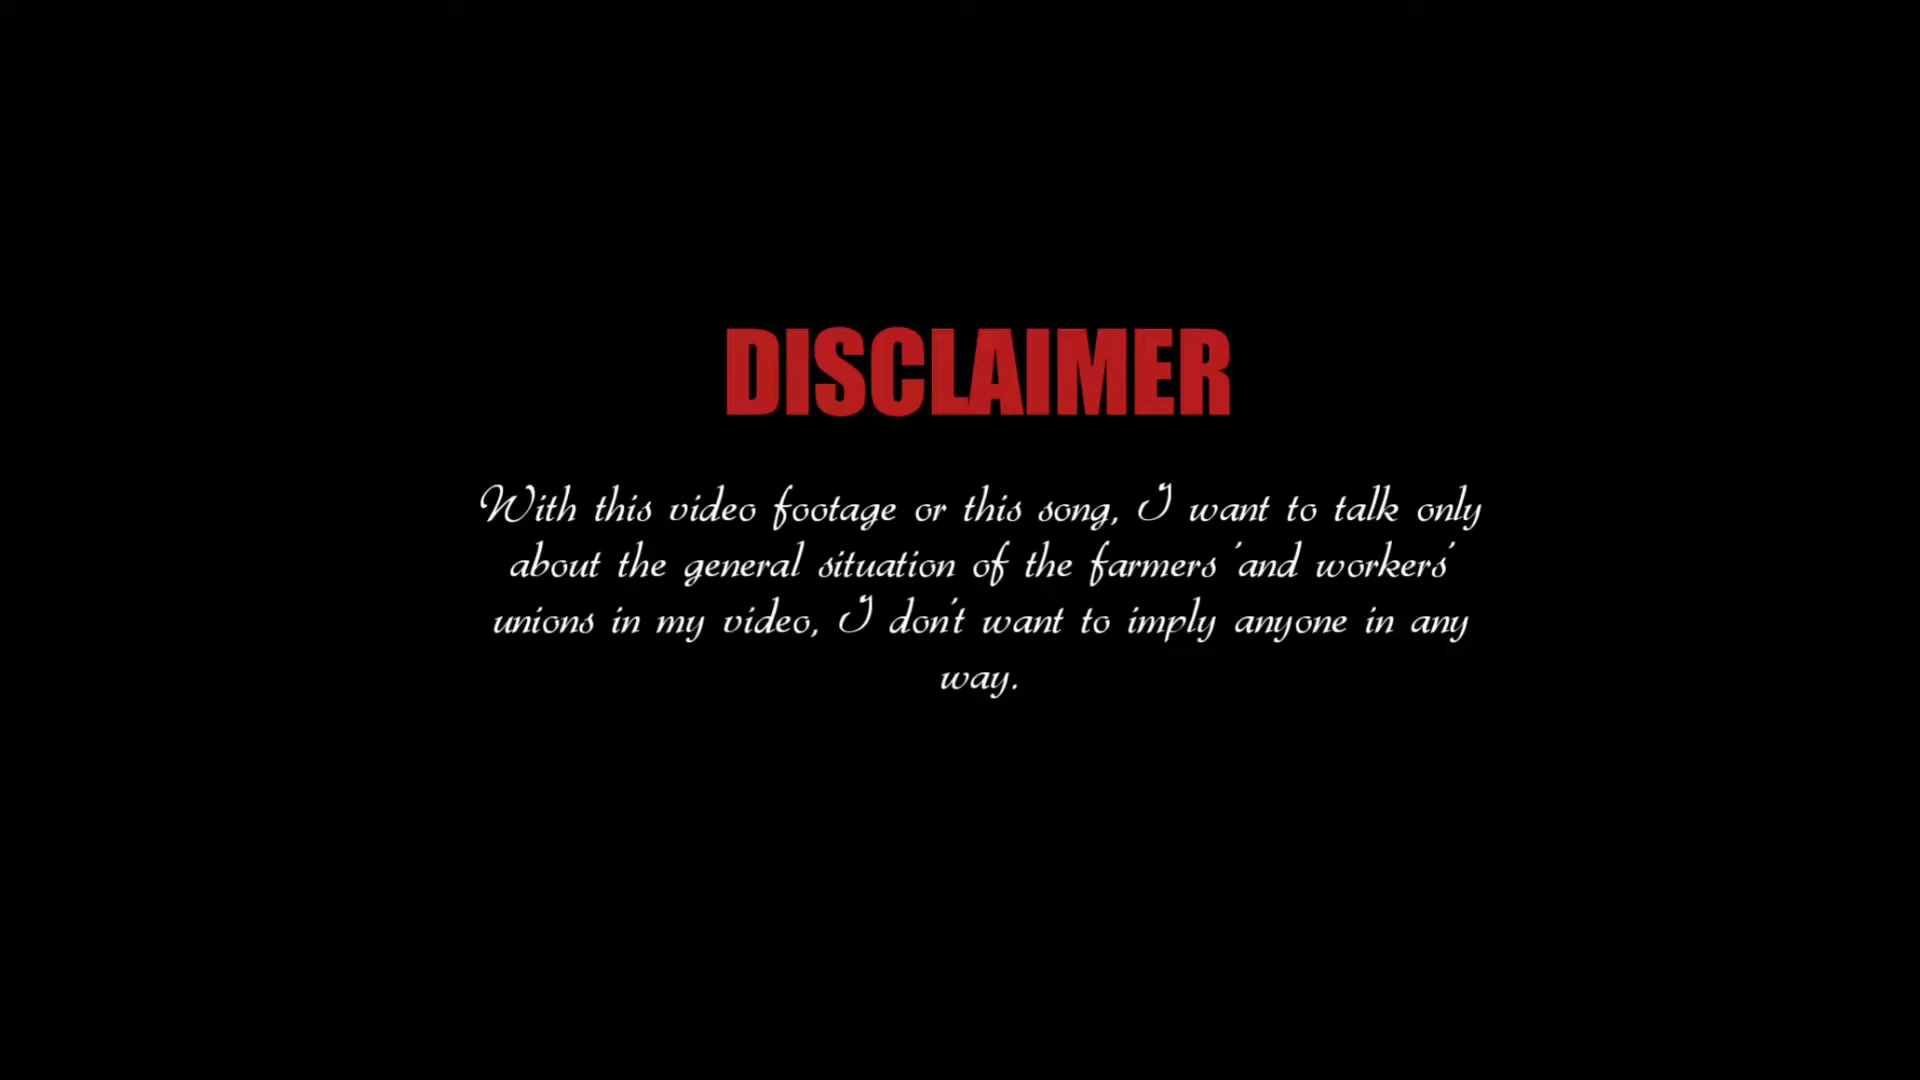 DISCLAIMER
With this video footage or this song, I want to talk only
about the general situation of the farmers 'and workers'
unions in my video, I don't want to imply anyone in any
way.